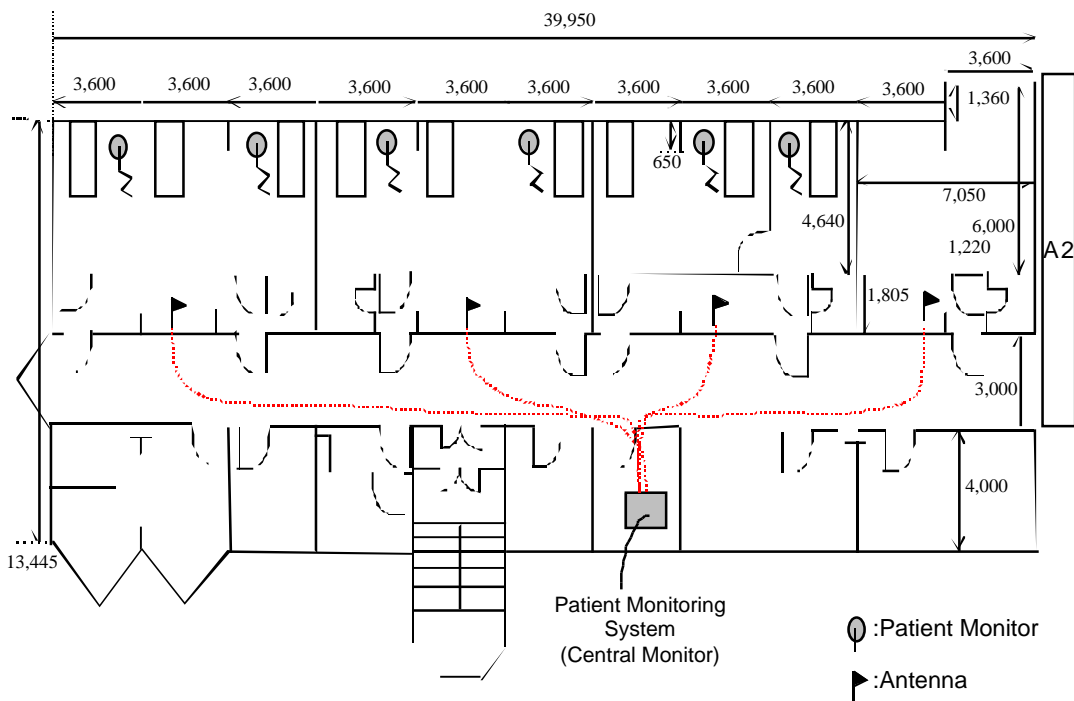 39,950
3,600
3,600 3,600 3,600 3,600 3,600 3,600 3,600 3,600 3,600
1,360
650
7,050
4,640
6,000
1,220
A2
1,805
3,000
4,000
13,445
Patient Monitoring
System
(Central Monitor)
:Patient Monitor
:Antenna